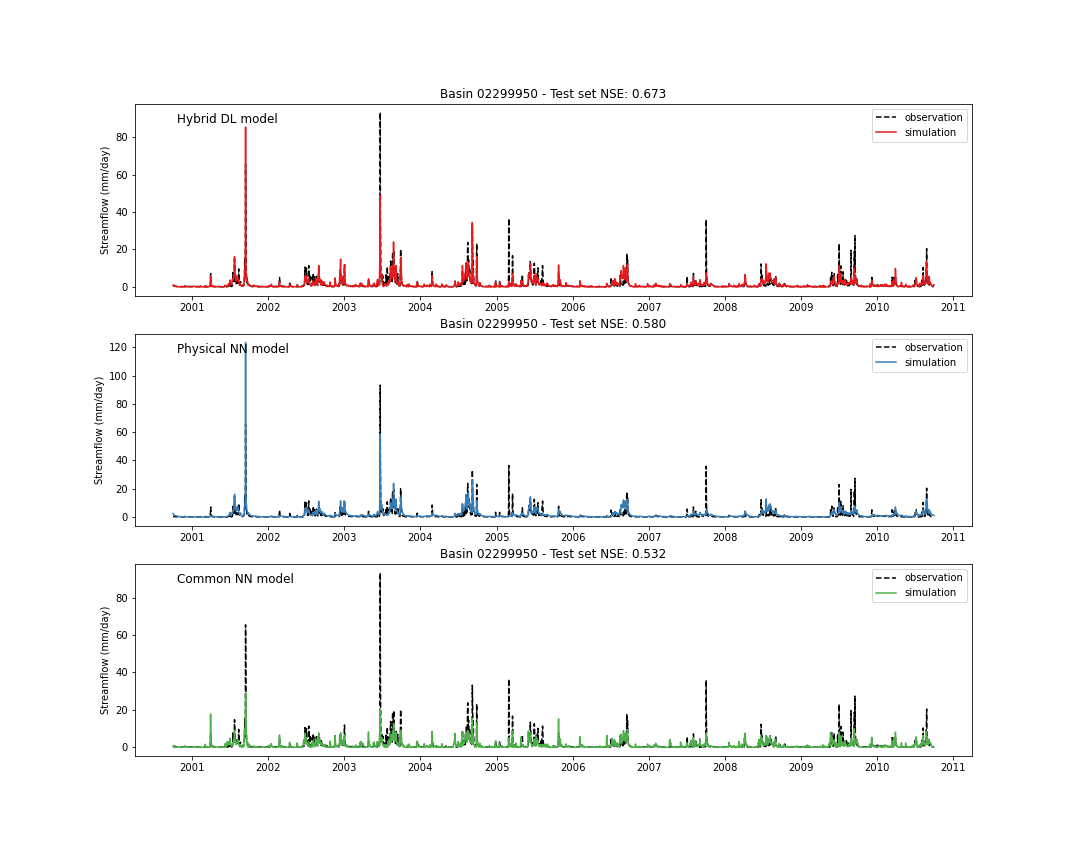 Basin 02299950 - Test set NSE: 0.673
Hybrid DL model
observation
simulation
Streamflow (mm/day)
80
60
40
20
0
2001 2002 2003 2004 2005 2006 2007 2008 2009 2010 2011
Basin 02299950 - Test set NSE: 0.580
Physical NN model
observation
simulation
Streamflow (mm/day)
120
100
80
60
40
20
0
2001 2002 2003 2004 2005 2006 2007 2008 2009 2010 2011
Basin 02299950 - Test set NSE: 0.532
Common NN model
observation
simulation
Streamflow (mm/day)
80
60
40
20
0
2001 2002 2003 2004 2005 2006 2007 2008 2009 2010 2011